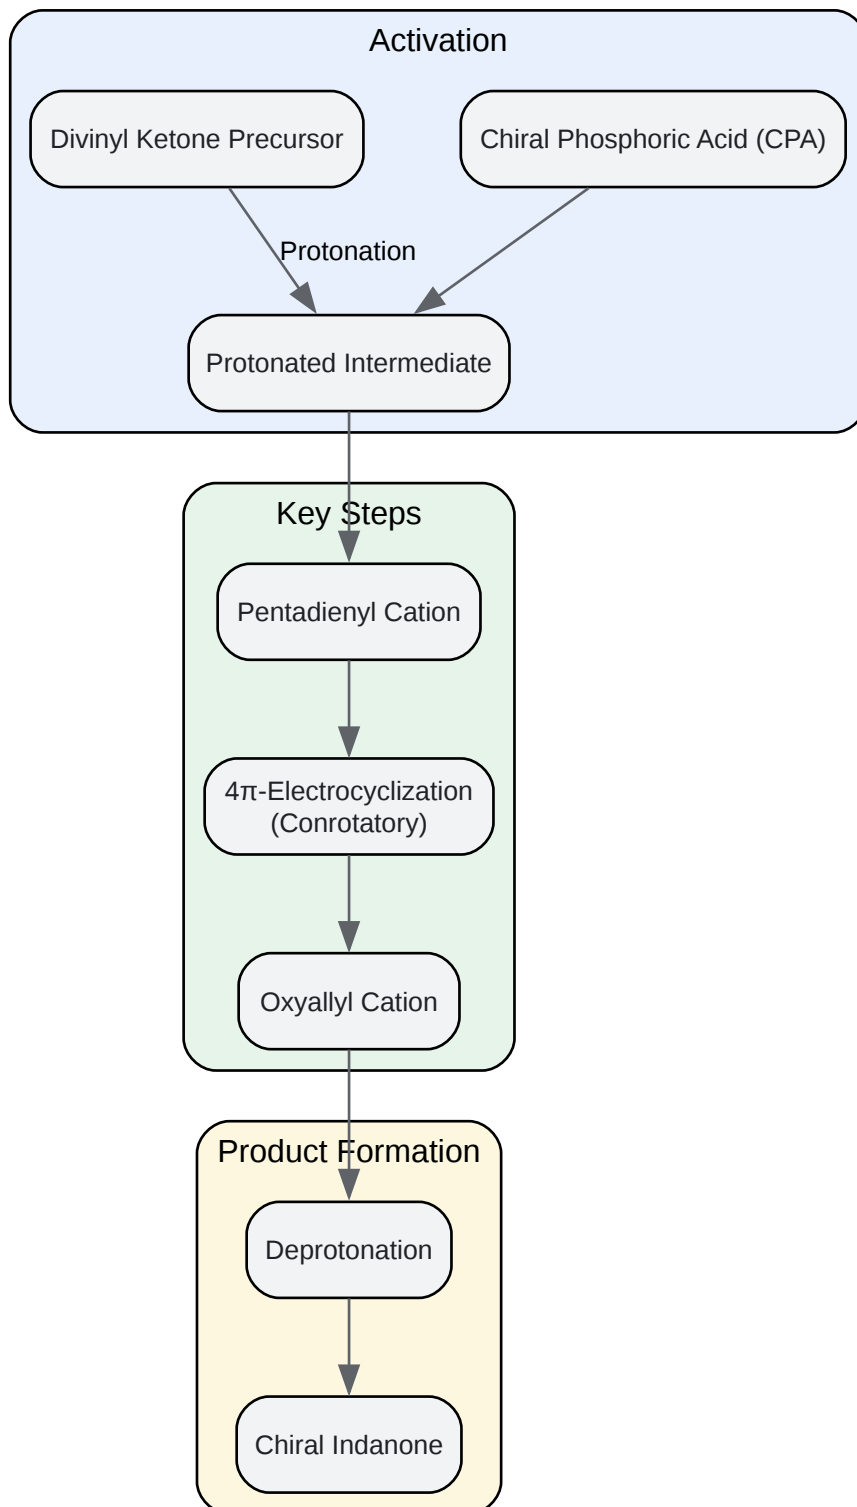 Activation
Divinyl Ketone Precursor
Chiral Phosphoric Acid (CPA)
Protonation
Protonated Intermediate
Key Steps
Pentadienyl Cation
4π-Electrocyclization
(Conrotatory)
Oxyallyl Cation
Product Formation
Deprotonation
Chiral Indanone